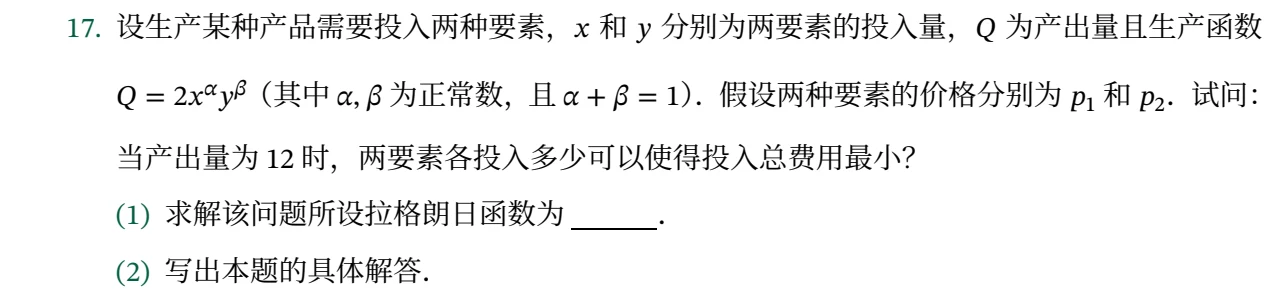 17. 设生产某种产品需要投入两种要素，x 和 y 分别为两要素的投入量，Q 为产出量且生产函数
Q = 2x^α y^β（其中 α, β 为正常数，且 α + β = 1）. 假设两种要素的价格分别为 p₁ 和 p₂. 试问：
当产出量为 12 时，两要素各投入多少可以使得投入总费用最小？
(1) 求解该问题所设拉格朗日函数为 ______.
(2) 写出本题的具体解答.